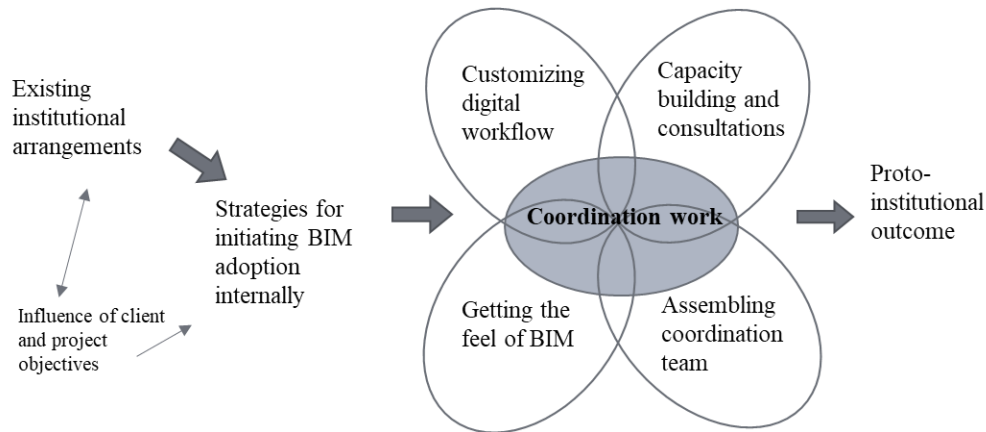 Existing
institutional
arrangements
Influence of client
and project
objectives
Strategies for
initiating BIM
adoption
internally
Customizing
digital
workflow
Capacity
building and
consultations
Coordination work
Getting the
feel of BIM
Assembling
coordination
team
Proto-
institutional
outcome